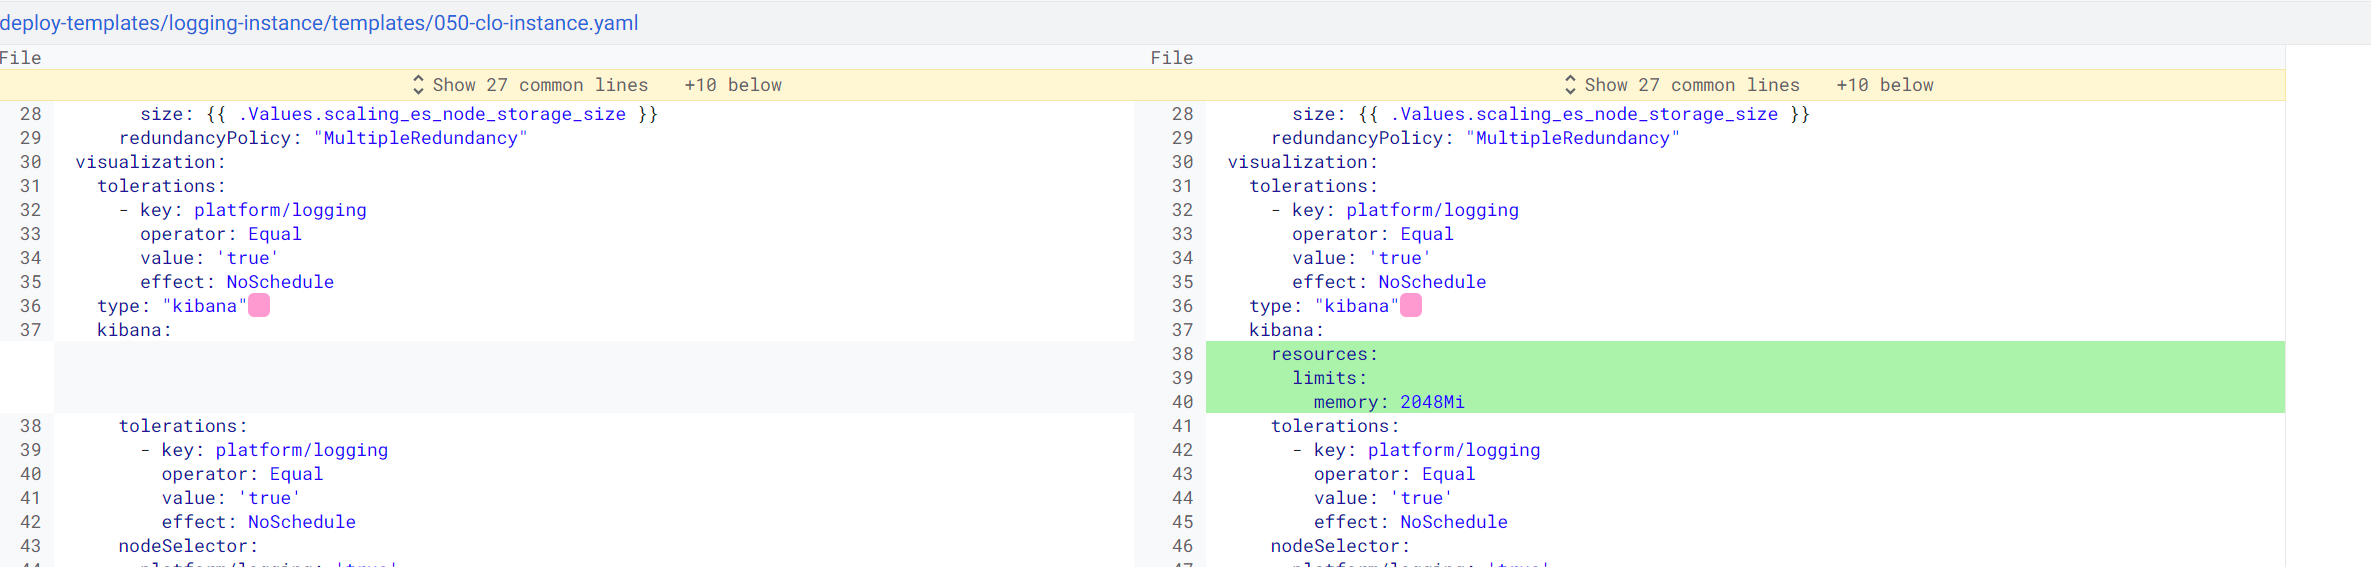 deploy-templates/logging-instance/templates/050-clo-instance.yaml
File
Show 27 common lines +10 below
28 size: {{ .Values.scaling_es_node_storage_size }}
29 redundancyPolicy: "MultipleRedundancy"
30 visualization:
31 tolerations:
32 - key: platform/logging
33 operator: Equal
34 value: 'true'
35 effect: NoSchedule
36 type: "kibana"
37 kibana:
38 tolerations:
39 - key: platform/logging
40 operator: Equal
41 value: 'true'
42 effect: NoSchedule
43 nodeSelector:
44 platform/logging: 'true'
File
Show 27 common lines +10 below
28 size: {{ .Values.scaling_es_node_storage_size }}
29 redundancyPolicy: "MultipleRedundancy"
30 visualization:
31 tolerations:
32 - key: platform/logging
33 operator: Equal
34 value: 'true'
35 effect: NoSchedule
36 type: "kibana"
37 kibana:
38 resources:
39 limits:
40 memory: 2048Mi
41 tolerations:
42 - key: platform/logging
43 operator: Equal
44 value: 'true'
45 effect: NoSchedule
46 nodeSelector:
47 platform/logging: 'true'